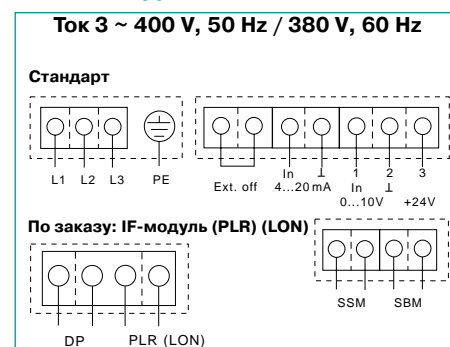 Ток 3 ~ 400 V, 50 Hz / 380 V, 60 Hz
Стандарт
L1 L2 L3 PE
Ext. off In ⊥ 1 2 3
4...20 mA In ⊥
0...10V +24V
По заказу: IF-модуль (PLR) (LON)
SSM SBM
DP PLR (LON)